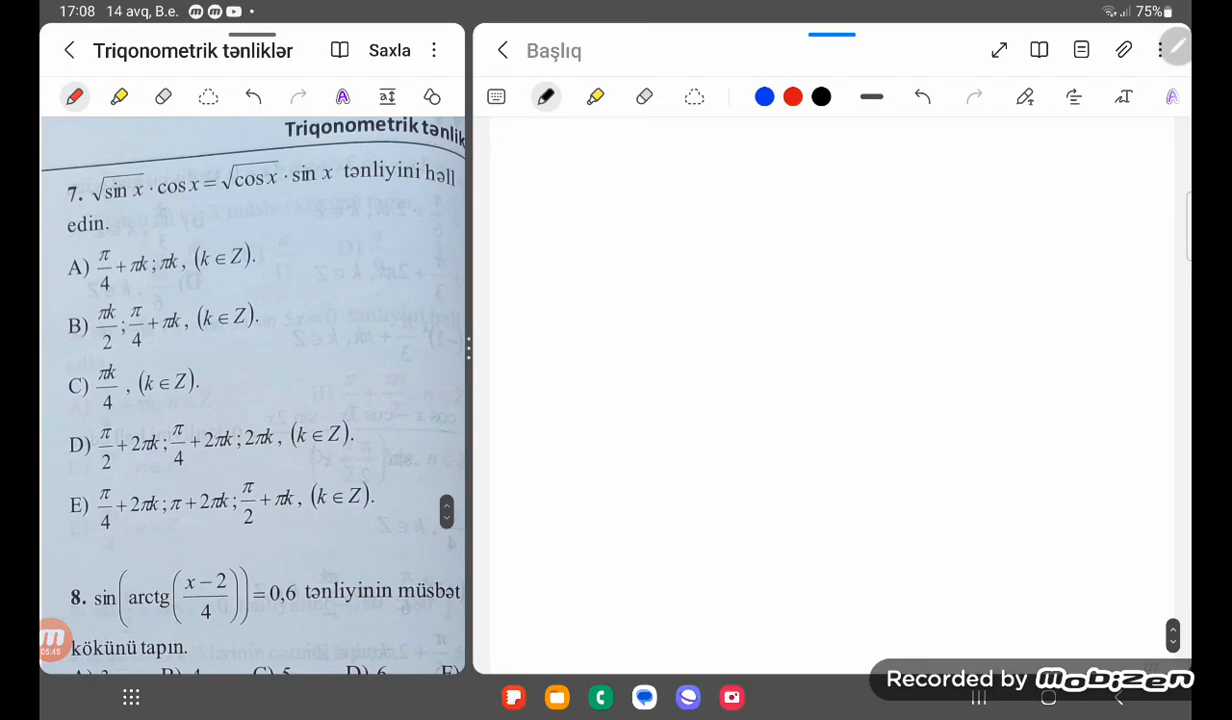 17:08 14 avq, B.e.
75%
Triqonometrik tənliklər
Saxla
Başlıq
Triqonometrik tənlik
7. √sin x · cos x = √cos x · sin x tənliyini həll
edin.
A) π/4 + πk ; πk, (k ∈ Z).
B) πk/2 ; π/4 + πk, (k ∈ Z).
C) πk/4 , (k ∈ Z).
D) π/2 + 2πk ; π/4 + 2πk ; 2πk, (k ∈ Z).
E) π/4 + 2πk ; π + 2πk ; π/2 + πk, (k ∈ Z).
8. sin(arctg((x − 2)/4)) = 0,6 tənliyinin müsbət
kökünü tapın.
05:45
Recorded by mobizen